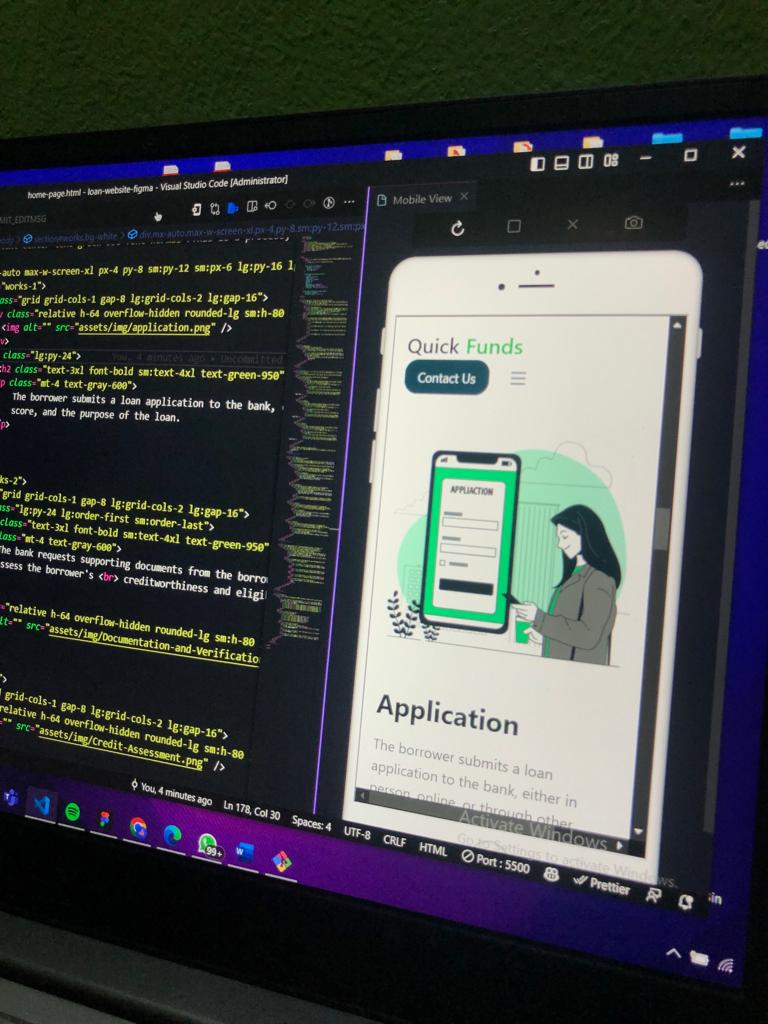 home-page.html - loan-website-figma - Visual Studio Code [Administrator]
MIT_EDITMSG
Mobile View
section#works.bg-white
div.mx-auto.max-w-screen-xl.px-4.py-8.sm:py-12.sm:px
-auto max-w-screen-xl px-4 py-8 sm:py-12 sm:px-6 lg:py-16 l
"works-1">
ass="grid grid-cols-1 gap-8 lg:grid-cols-2 lg:gap-16">
class="relative h-64 overflow-hidden rounded-lg sm:h-80
<img alt="" src="assets/img/application.png" />
v>
class="lg:py-24">
You, 4 minutes ago • Uncommitted
h2 class="text-3xl font-bold sm:text-4xl text-green-950"
p class="mt-4 text-gray-600">
The borrower submits a loan application to the bank,
score, and the purpose of the loan.
/p>
ks-2">
"grid grid-cols-1 gap-8 lg:grid-cols-2 lg:gap-16">
ss="lg:py-24 lg:order-first sm:order-last">
class="text-3xl font-bold sm:text-4xl text-green-950"
lass="mt-4 text-gray-600">
The bank requests supporting documents from the borro
assess the borrower's <br> creditworthiness and eligi
="relative h-64 overflow-hidden rounded-lg sm:h-80
lt="" src="assets/img/Documentation-and-Verificatio
">
grid-cols-1 gap-8 lg:grid-cols-2 lg:gap-16">
relative h-64 overflow-hidden rounded-lg sm:h-80
"" src="assets/img/Credit-Assessment.png" />
Quick Funds
Contact Us
APPLIACTION
Application
The borrower submits a loan
application to the bank, either in
person, online, or through other
Activate Windows
Go to Settings to activate Windows.
You, 4 minutes ago
Ln 178, Col 30
Spaces: 4
UTF-8
CRLF
HTML
Port : 5500
Prettier
99+
in